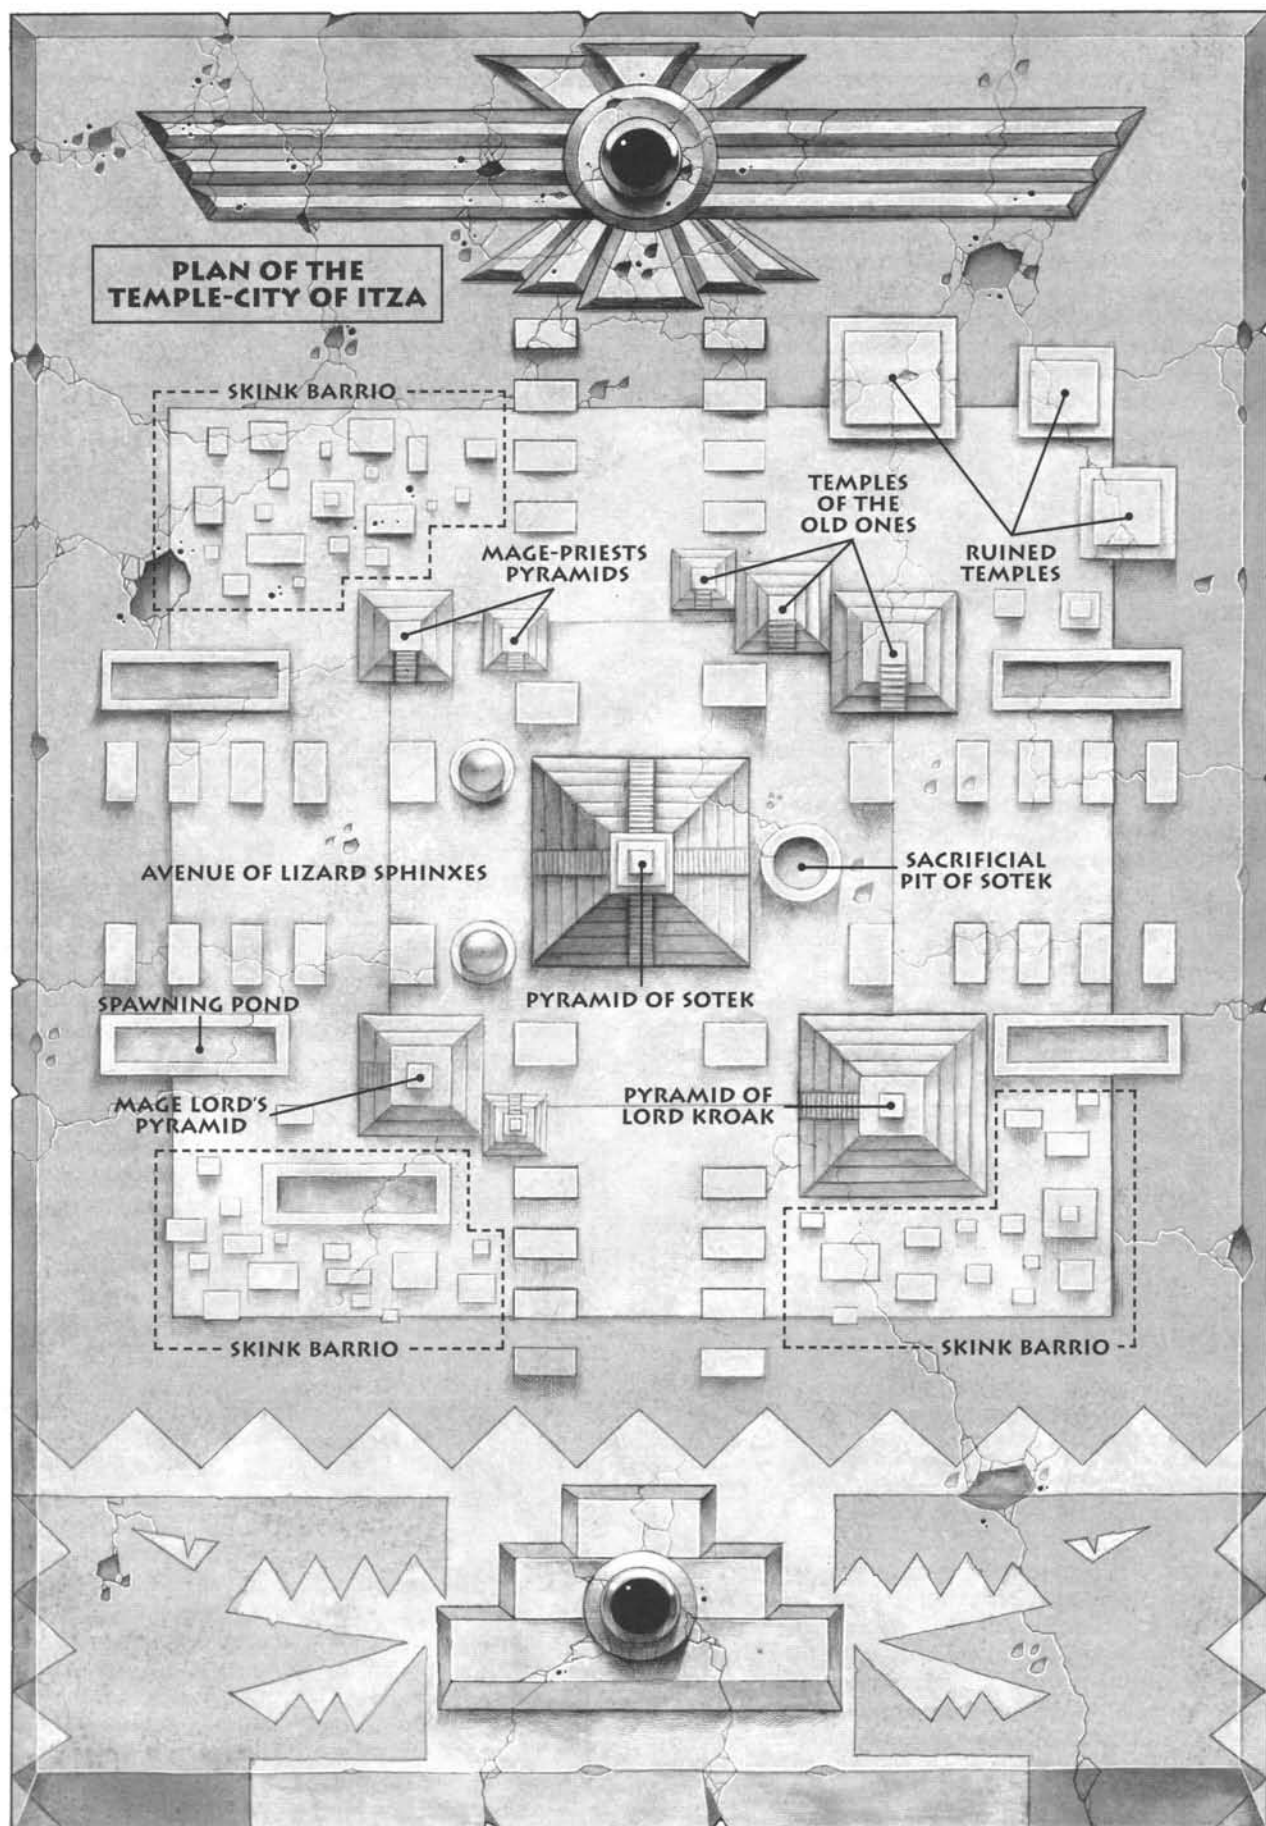 PLAN OF THE
TEMPLE-CITY OF ITZA
SKINK BARRIO
TEMPLES
OF THE
OLD ONES
MAGE-PRIESTS
PYRAMIDS
RUINED
TEMPLES
AVENUE OF LIZARD SPHINXES
SACRIFICIAL
PIT OF SOTEK
SPAWNING POND
PYRAMID OF SOTEK
MAGE LORD'S
PYRAMID
PYRAMID OF
LORD KROAK
SKINK BARRIO
SKINK BARRIO